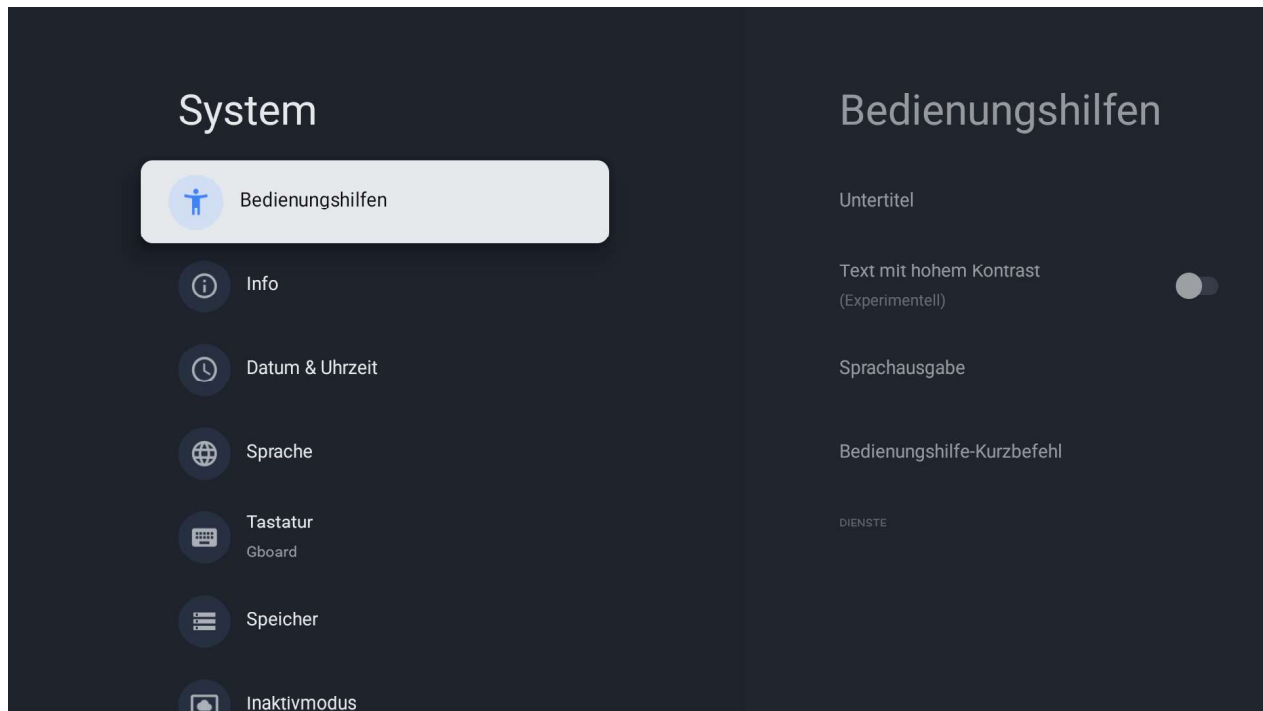 System
Bedienungshilfen
Info
Datum & Uhrzeit
Sprache
Tastatur
Gboard
Speicher
Inaktivmodus
Bedienungshilfen
Untertitel
Text mit hohem Kontrast
(Experimentell)
Sprachausgabe
Bedienungshilfe-Kurzbefehl
DIENSTE